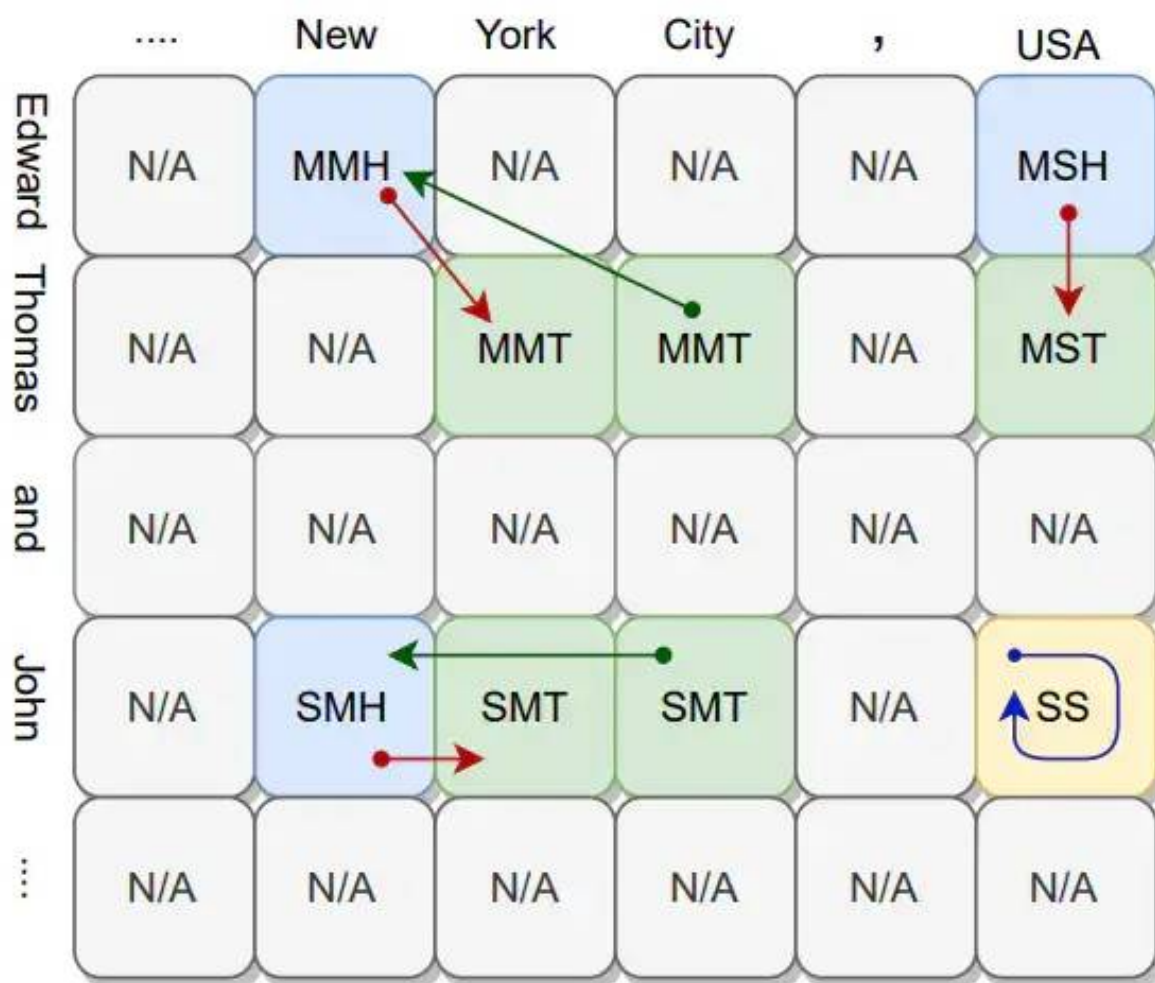 .... New York City , USA
Edward N/A MMH N/A N/A N/A MSH
Thomas N/A N/A MMT MMT N/A MST
and N/A N/A N/A N/A N/A N/A
John N/A SMH SMT SMT N/A SS
.... N/A N/A N/A N/A N/A N/A